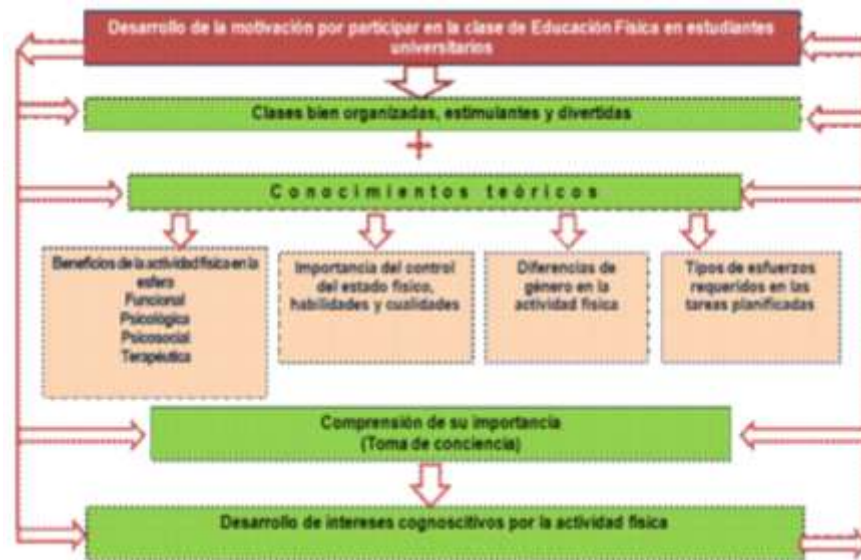 Desarrollo de la motivación por participar en la clase de Educación Física en estudiantes
universitarios
Clases bien organizadas, estimulantes y divertidas
+
Conocimientos teóricos
Beneficios de la actividad física en la
esfera
Funcional
Psicológica
Psicosocial
Terapéutica
Importancia del control
del estado físico,
habilidades y cualidades
Diferencias de
género en la
actividad física
Tipos de esfuerzos
requeridos en las
tareas planificadas
Comprensión de su importancia
(Toma de conciencia)
Desarrollo de intereses cognoscitivos por la actividad física